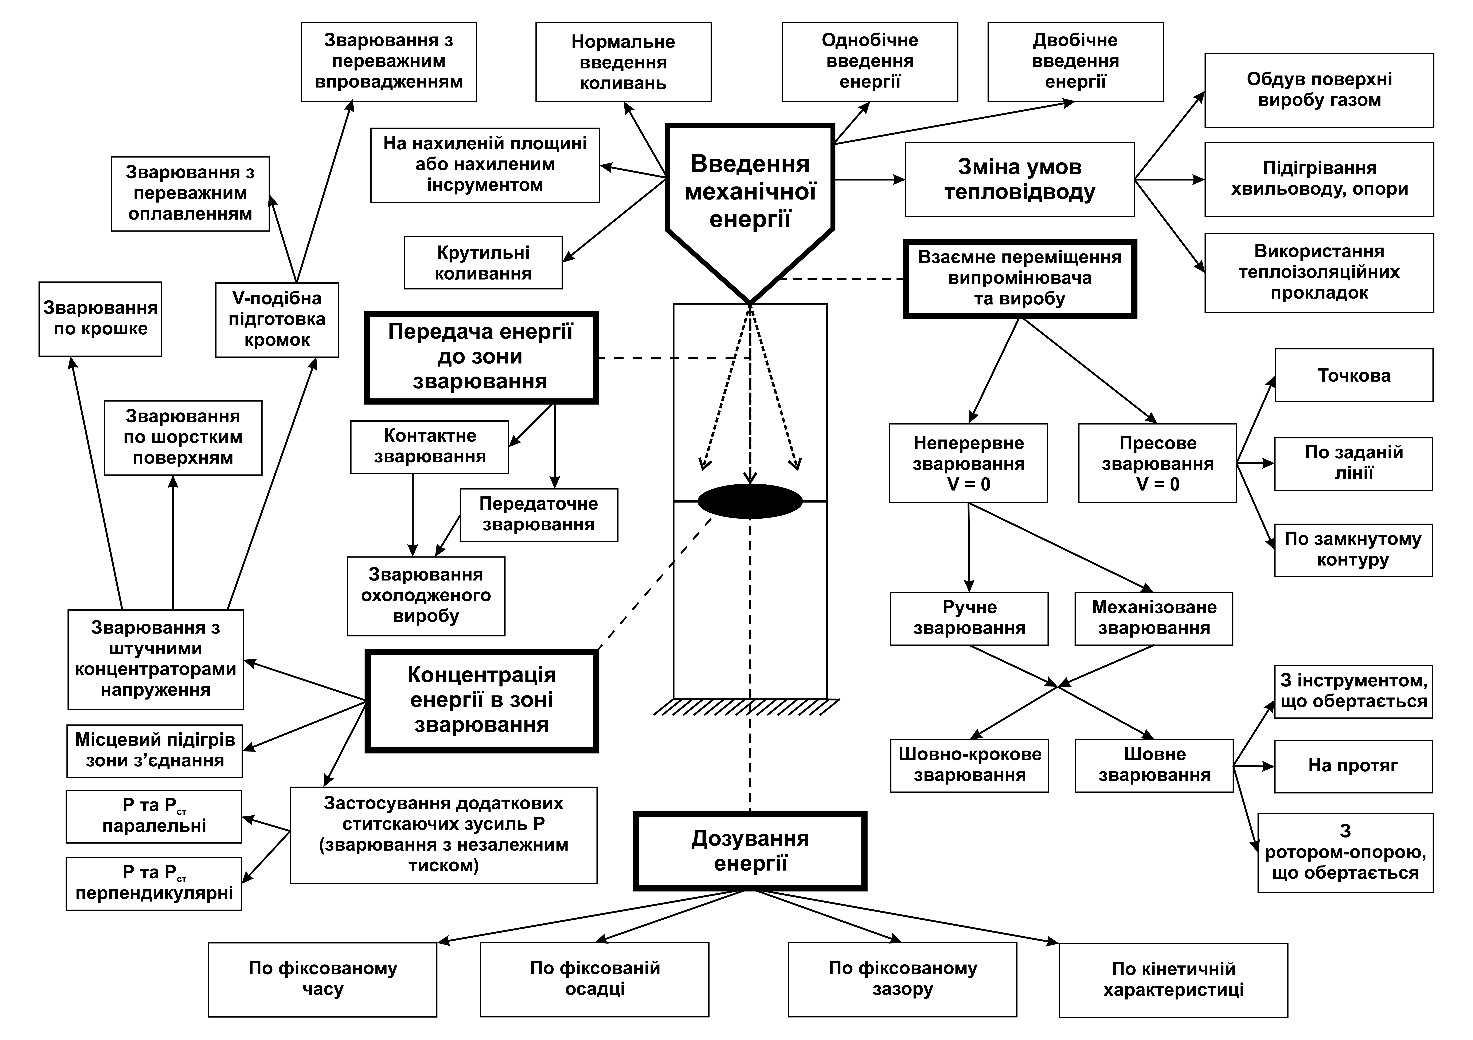 Зварювання з
переважним
впровадженням
Нормальне
введення
коливань
Однобічне
введення
енергії
Двобічне
введення
енергії
Обдув поверхні
виробу газом
На нахиленій площині
або нахиленим
інсрументом
Введення
механічної
енергії
Зміна умов
тепловідводу
Підігрівання
хвильоводу, опори
Зварювання з
переважним
оплавленням
Крутильні
коливання
Взаємне переміщення
випромінювача
та виробу
Використання
теплоізоляційних
прокладок
Зварювання
по крошке
V-подібна
підготовка
кромок
Передача енергії
до зони
зварювання
Точкова
Зварювання
по шорстким
поверхням
Контактне
зварювання
Неперервне
зварювання
V = 0
Пресове
зварювання
V = 0
По заданій
лінії
Передаточне
зварювання
По замкнутому
контуру
Зварювання
охолодженого
виробу
Зварювання з
штучними
концентраторами
напруження
Ручне
зварювання
Механізоване
зварювання
Концентрація
енергії в зоні
зварювання
З інструментом,
що обертається
Місцевий підігрів
зони з’єднання
Шовно-крокове
зварювання
Шовне
зварювання
На протяг
Р та Рст
паралельні
Застосування додаткових
ститскаючих зусиль Р
(зварювання з незалежним
тиском)
Дозування
енергії
З
ротором-опорою,
що обертається
Р та Рст
перпендикулярні
По фіксованому
часу
По фіксованій
осадці
По фіксованому
зазору
По кінетичній
характеристиці